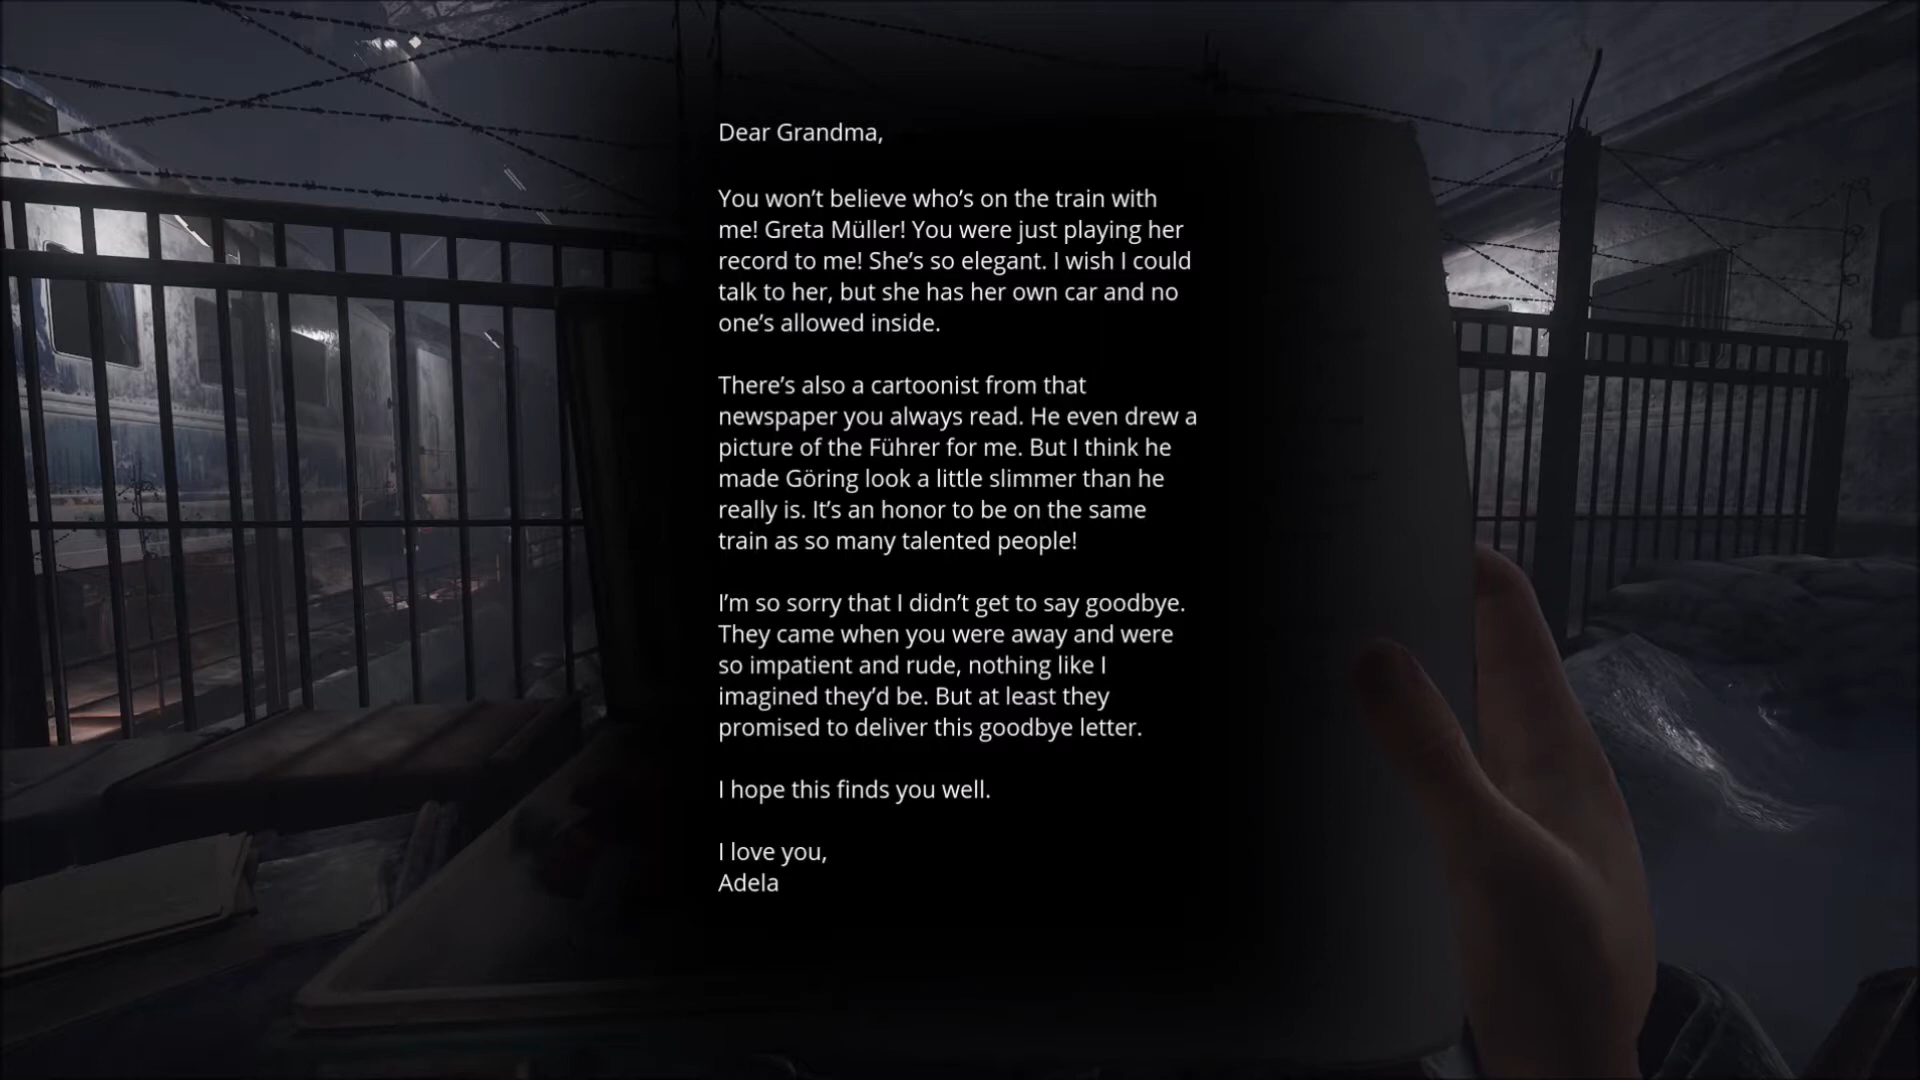 Dear Grandma,
You won’t believe who’s on the train with
me! Greta Müller! You were just playing her
record to me! She’s so elegant. I wish I could
talk to her, but she has her own car and no
one’s allowed inside.
There’s also a cartoonist from that
newspaper you always read. He even drew a
picture of the Führer for me. But I think he
made Göring look a little slimmer than he
really is. It’s an honor to be on the same
train as so many talented people!
I’m so sorry that I didn’t get to say goodbye.
They came when you were away and were
so impatient and rude, nothing like I
imagined they’d be. But at least they
promised to deliver this goodbye letter.
I hope this finds you well.
I love you,
Adela